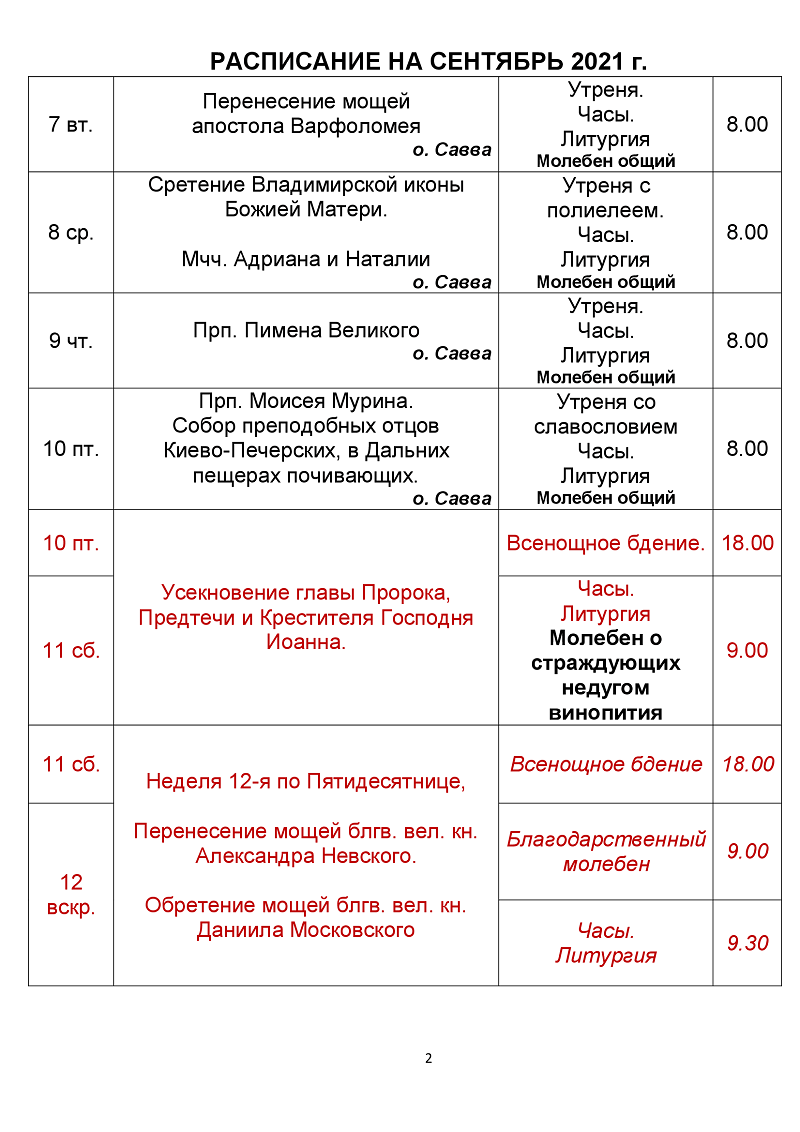 РАСПИСАНИЕ НА СЕНТЯБРЬ 2021 г.
7 вт.
Перенесение мощей
апостола Варфоломея
о. Савва
Утреня.
Часы.
Литургия
Молебен общий
8.00
8 ср.
Сретение Владимирской иконы
Божией Матери.
Мчч. Адриана и Наталии
о. Савва
Утреня с
полиелеем.
Часы.
Литургия
Молебен общий
8.00
9 чт.
Прп. Пимена Великого
о. Савва
Утреня.
Часы.
Литургия
Молебен общий
8.00
10 пт.
Прп. Моисея Мурина.
Собор преподобных отцов
Киево-Печерских, в Дальних
пещерах почивающих.
о. Савва
Утреня со
славословием
Часы.
Литургия
Молебен общий
8.00
10 пт.
Усекновение главы Пророка,
Предтечи и Крестителя Господня
Иоанна.
Всенощное бдение.
18.00
11 сб.
Часы.
Литургия
Молебен о
страждующих
недугом
винопития
9.00
11 сб.
Неделя 12-я по Пятидесятнице,
Перенесение мощей блгв. вел. кн.
Александра Невского.
Обретение мощей блгв. вел. кн.
Даниила Московского
Всенощное бдение
18.00
12
вскр.
Благодарственный
молебен
9.00
Часы.
Литургия
9.30
2